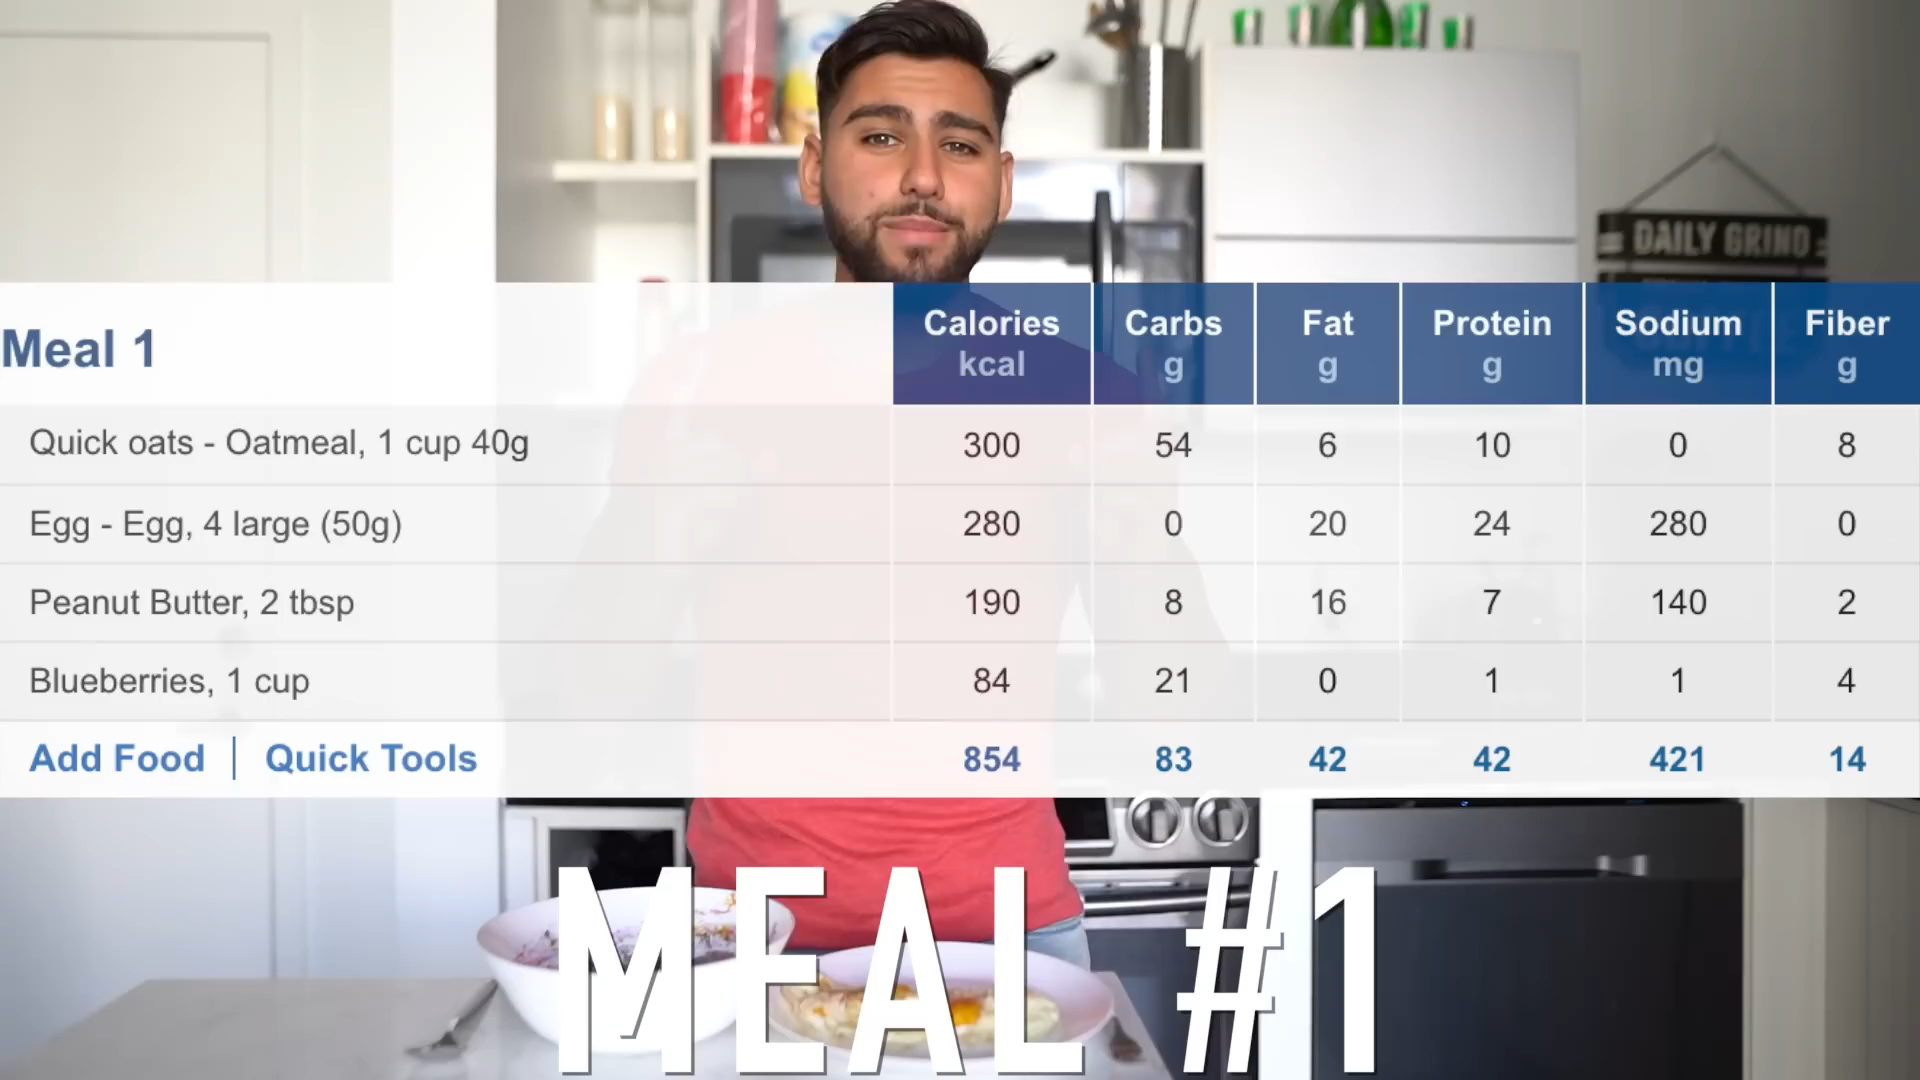 DAILY GRIND
Meal 1 Calories kcal Carbs g Fat g Protein g Sodium mg Fiber g
Quick oats - Oatmeal, 1 cup 40g 300 54 6 10 0 8
Egg - Egg, 4 large (50g) 280 0 20 24 280 0
Peanut Butter, 2 tbsp 190 8 16 7 140 2
Blueberries, 1 cup 84 21 0 1 1 4
Add Food | Quick Tools 854 83 42 42 421 14
MEAL #1